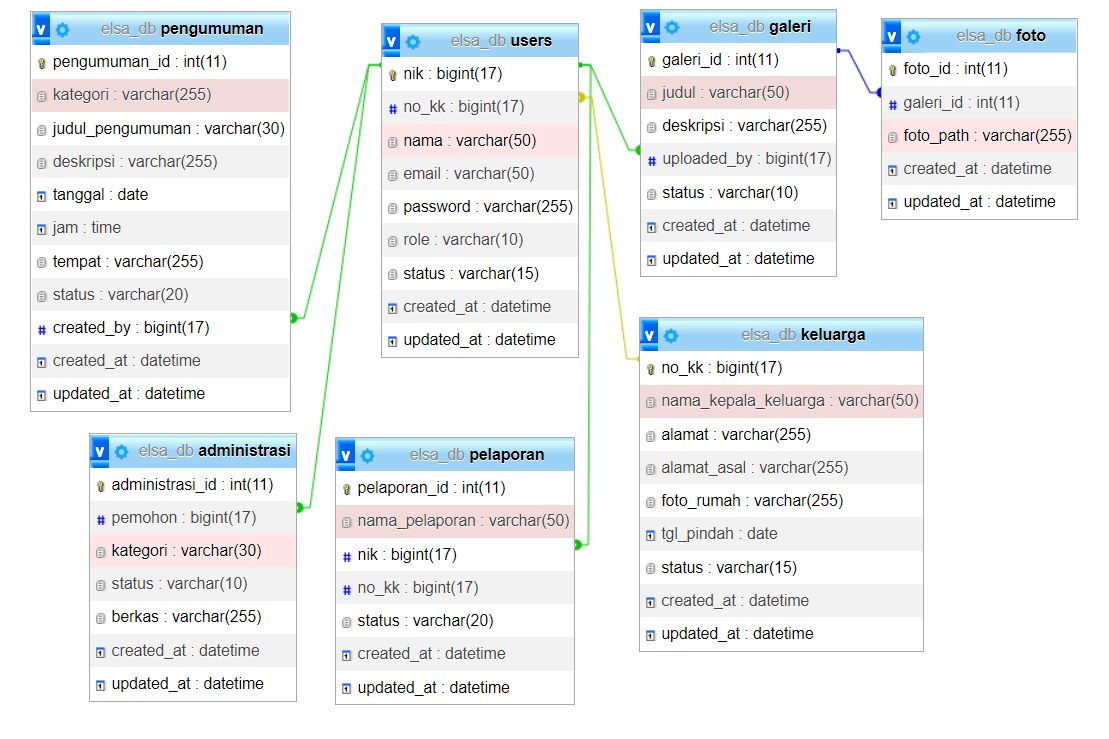 elsa_db pengumuman
pengumuman_id : int(11)
kategori : varchar(255)
judul_pengumuman : varchar(30)
deskripsi : varchar(255)
tanggal : date
jam : time
tempat : varchar(255)
status : varchar(20)
created_by : bigint(17)
created_at : datetime
updated_at : datetime
elsa_db users
nik : bigint(17)
no_kk : bigint(17)
nama : varchar(50)
email : varchar(50)
password : varchar(255)
role : varchar(10)
status : varchar(15)
created_at : datetime
updated_at : datetime
elsa_db galeri
galeri_id : int(11)
judul : varchar(50)
deskripsi : varchar(255)
uploaded_by : bigint(17)
status : varchar(10)
created_at : datetime
updated_at : datetime
elsa_db foto
foto_id : int(11)
galeri_id : int(11)
foto_path : varchar(255)
created_at : datetime
updated_at : datetime
elsa_db administrasi
administrasi_id : int(11)
pemohon : bigint(17)
kategori : varchar(30)
status : varchar(10)
berkas : varchar(255)
created_at : datetime
updated_at : datetime
elsa_db pelaporan
pelaporan_id : int(11)
nama_pelaporan : varchar(50)
nik : bigint(17)
no_kk : bigint(17)
status : varchar(20)
created_at : datetime
updated_at : datetime
elsa_db keluarga
no_kk : bigint(17)
nama_kepala_keluarga : varchar(50)
alamat : varchar(255)
alamat_asal : varchar(255)
foto_rumah : varchar(255)
tgl_pindah : date
status : varchar(15)
created_at : datetime
updated_at : datetime